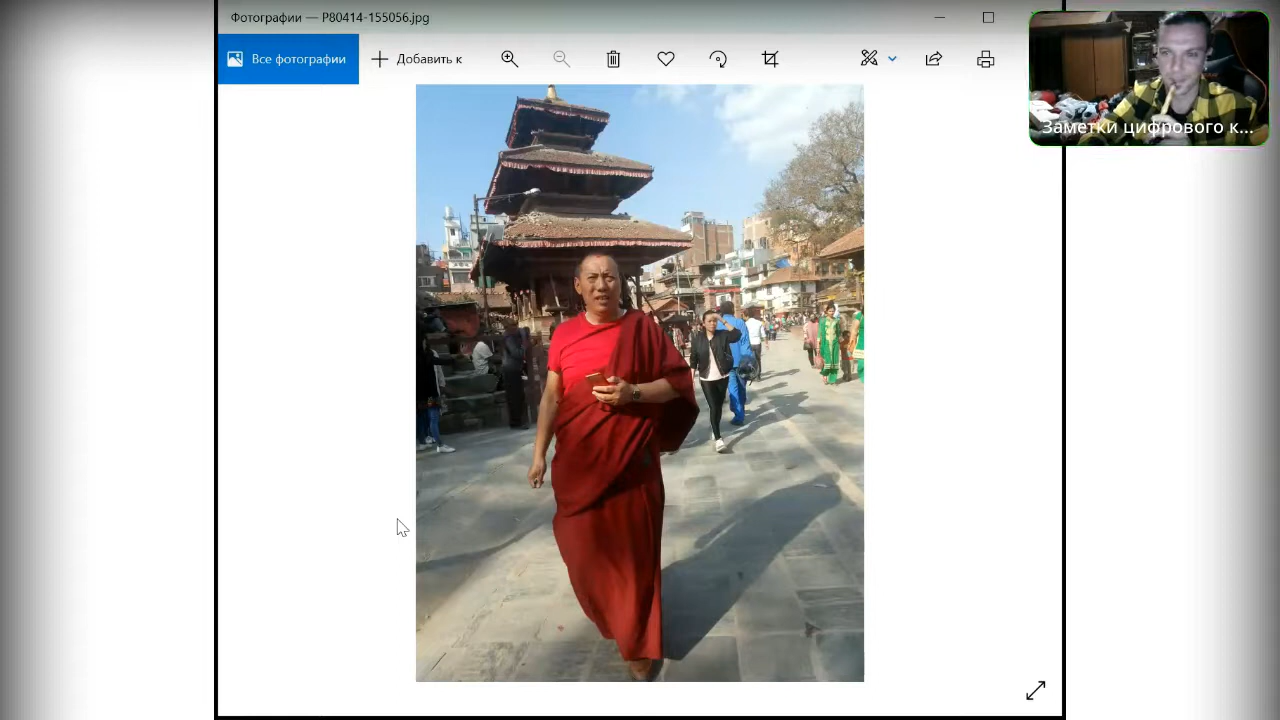 Фотографии — P80414-155056.jpg
Все фотографии
Добавить к
Заметки цифрового к...